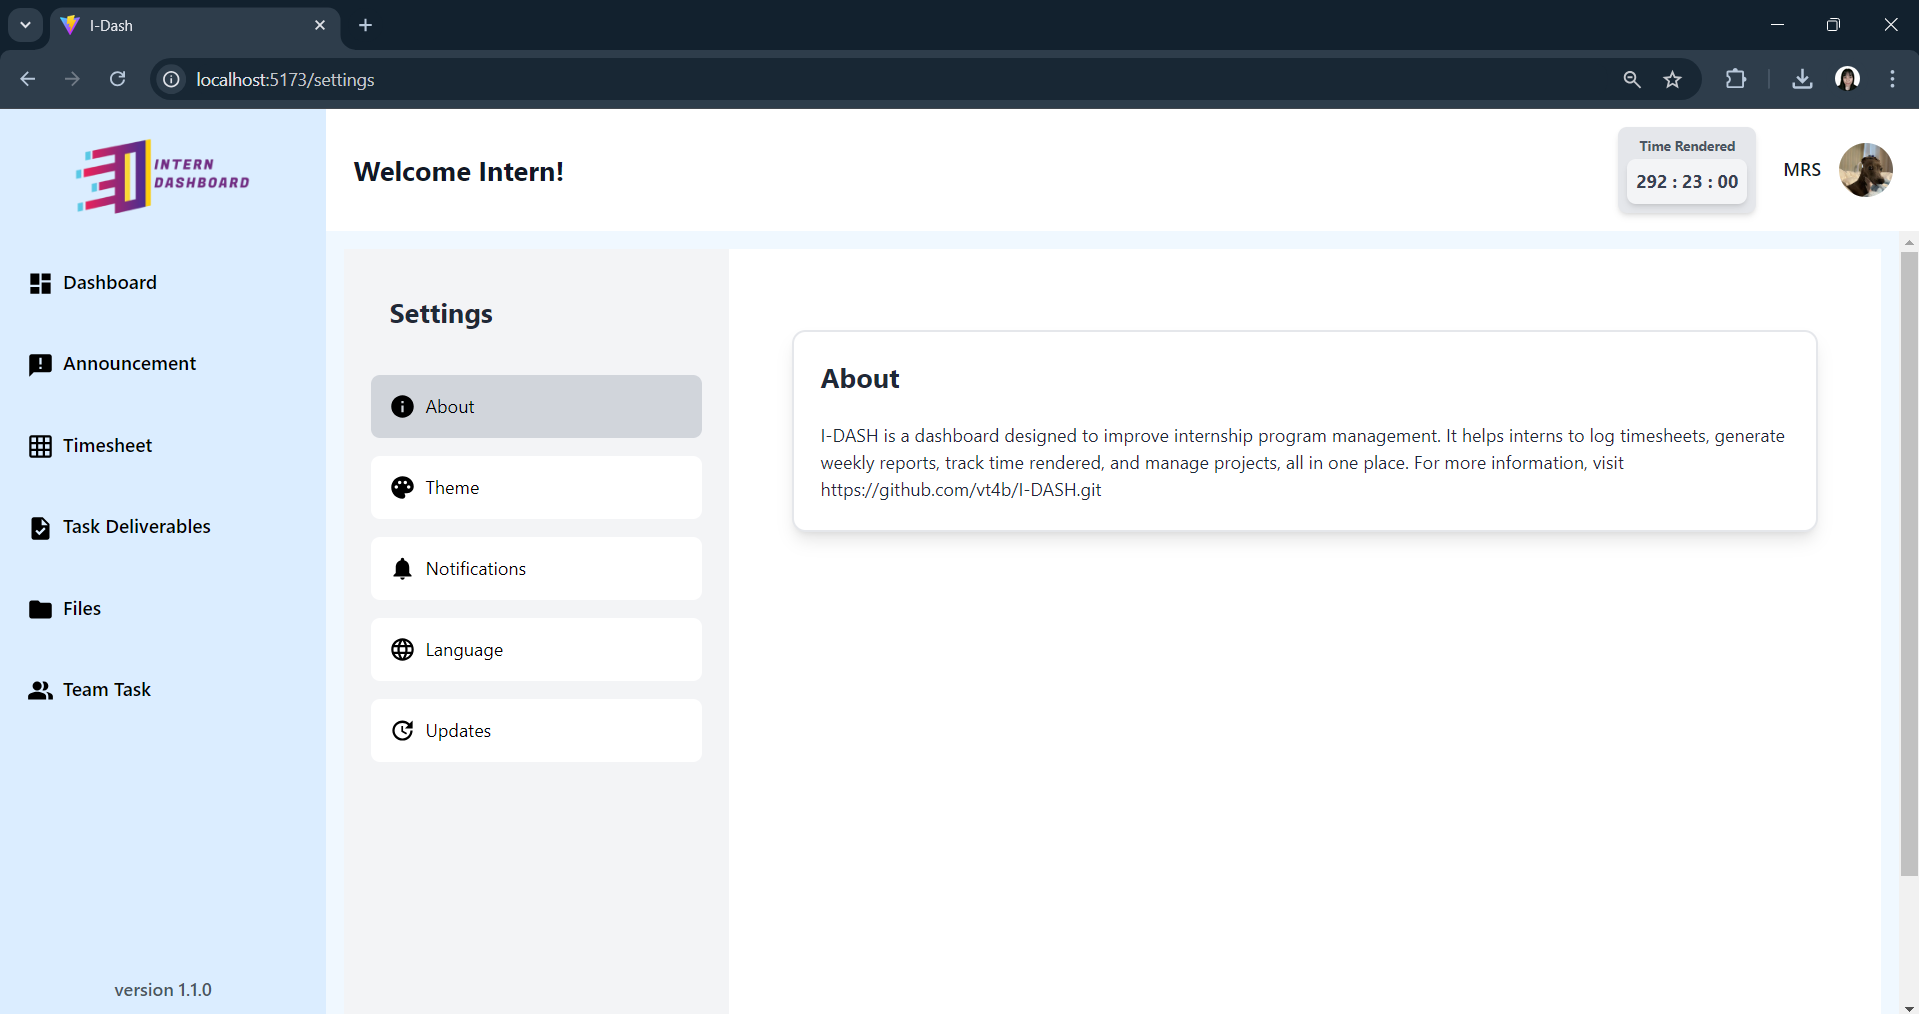 I-Dash
localhost:5173/settings
INTERN
DASHBOARD
Welcome Intern!
Time Rendered
292 : 23 : 00
MRS
Dashboard
Announcement
Timesheet
Task Deliverables
Files
Team Task
version 1.1.0
Settings
About
Theme
Notifications
Language
Updates
About
I-DASH is a dashboard designed to improve internship program management. It helps interns to log timesheets, generate
weekly reports, track time rendered, and manage projects, all in one place. For more information, visit
https://github.com/vt4b/I-DASH.git